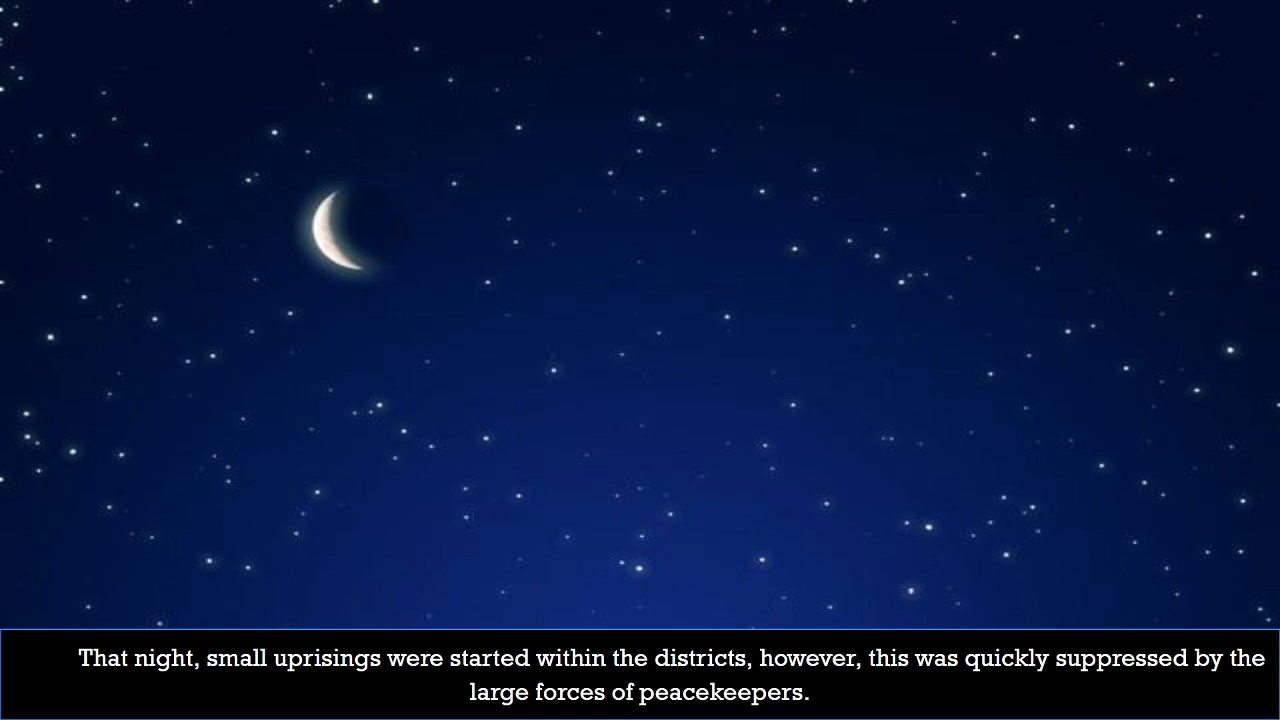 That night, small uprisings were started within the districts, however, this was quickly suppressed by the
large forces of peacekeepers.